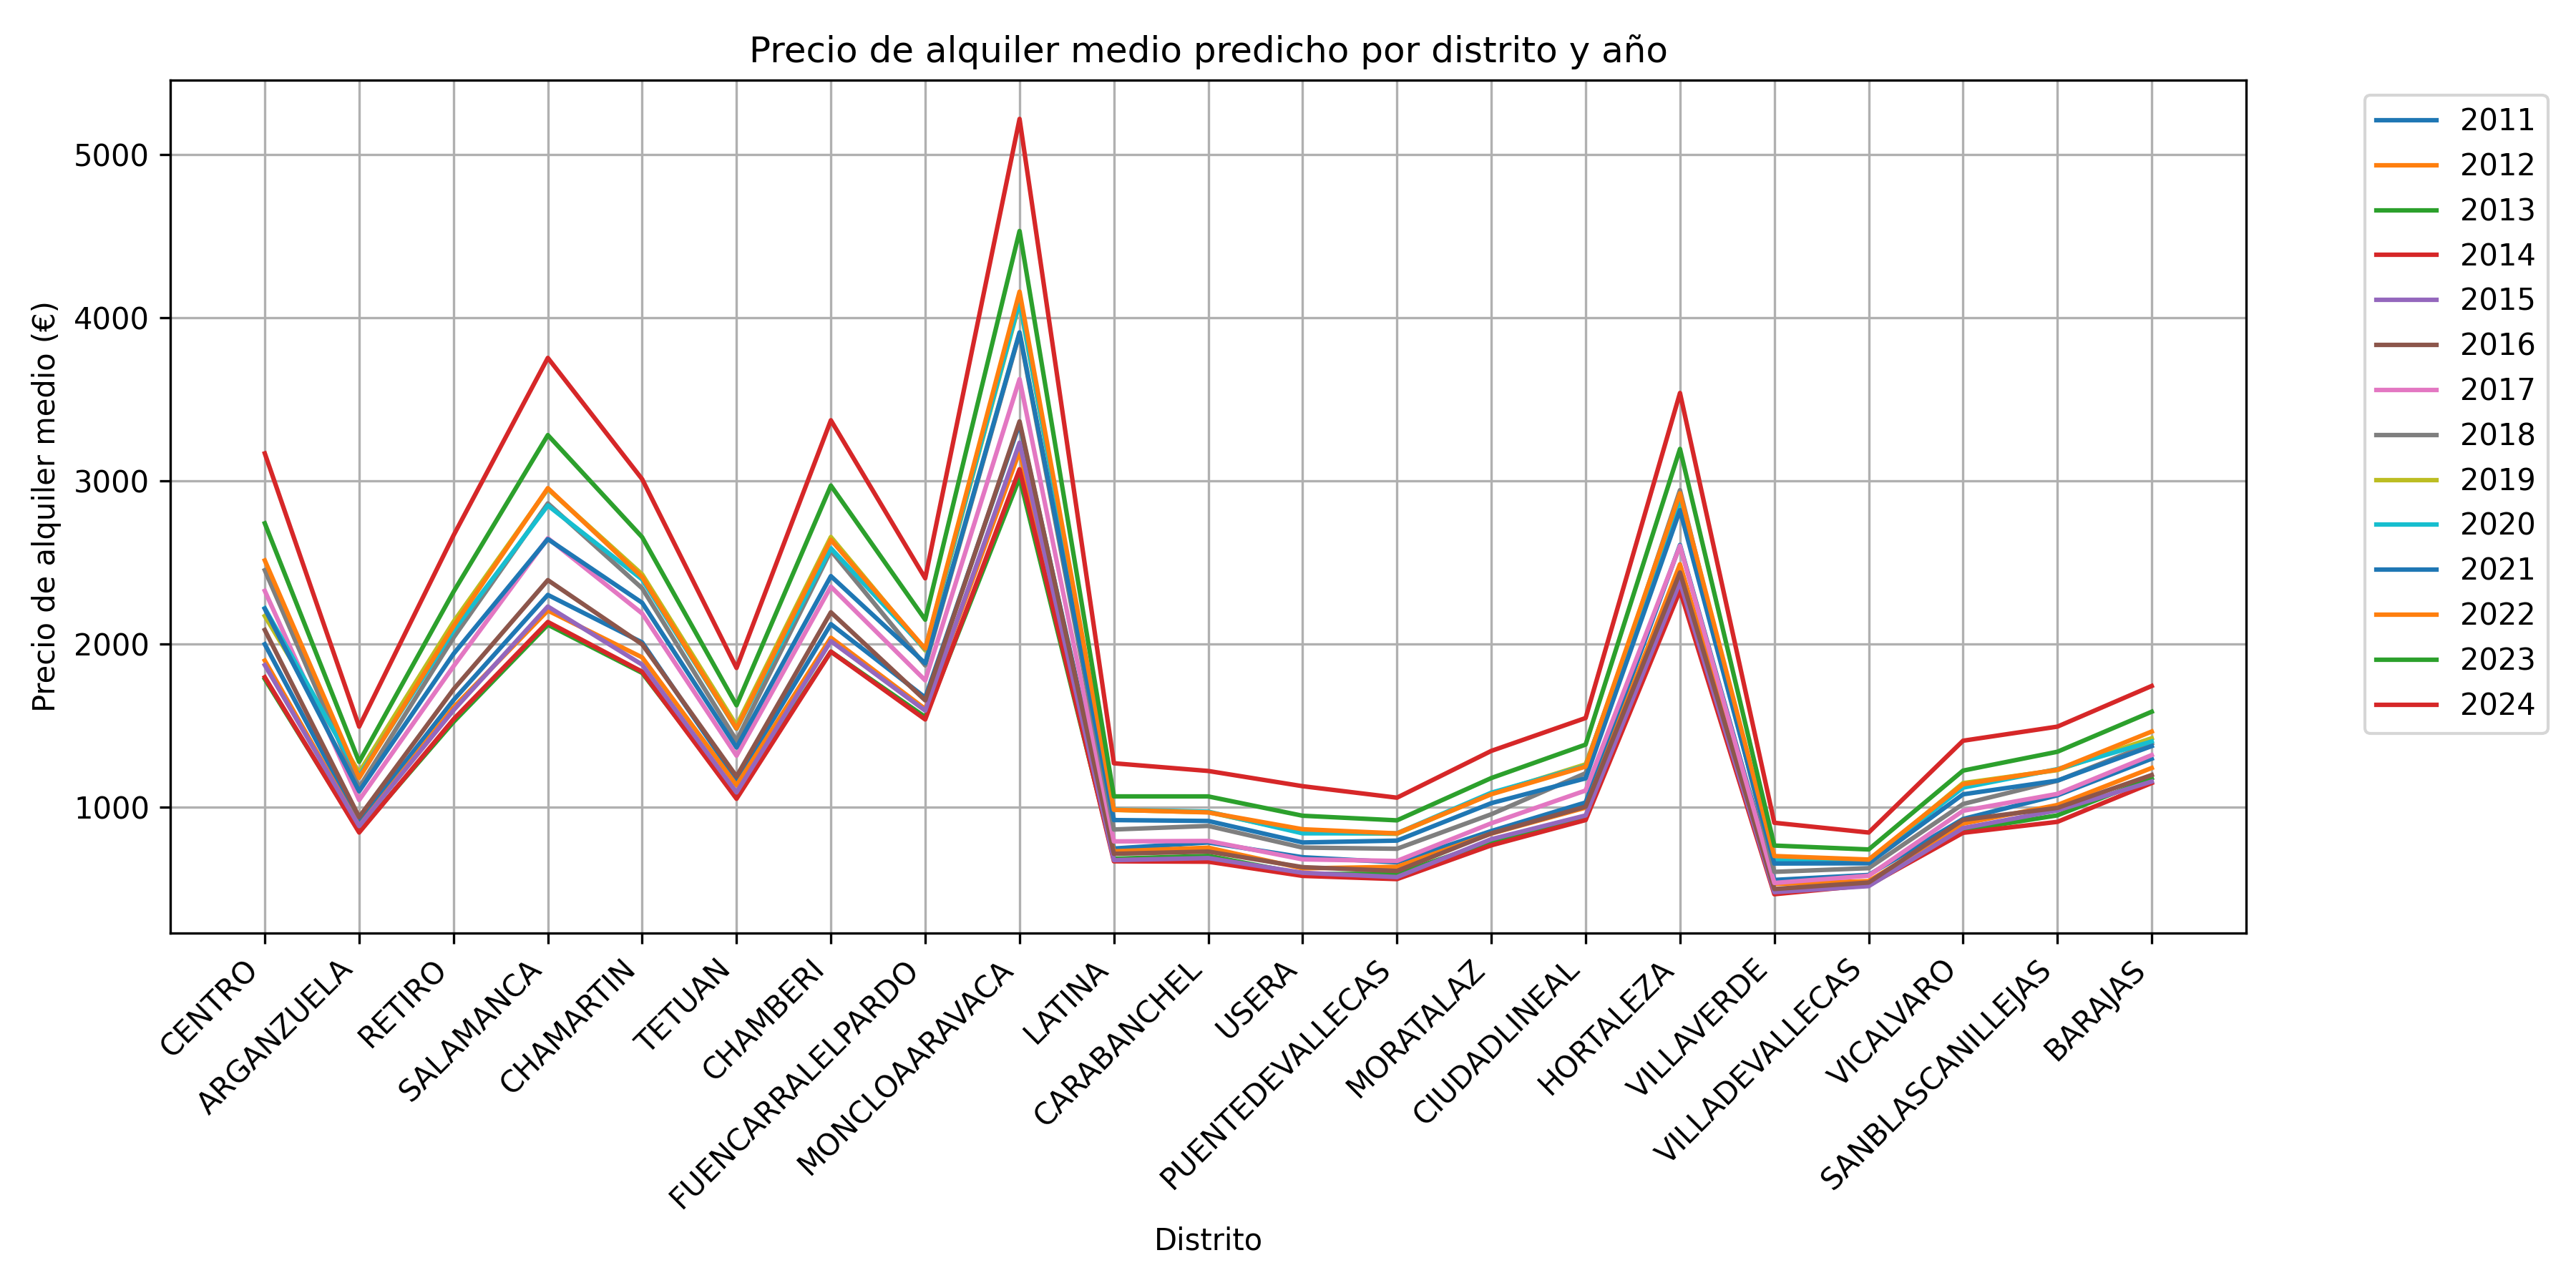 Precio de alquiler medio predicho por distrito y año
Precio de alquiler medio (€)
5000
4000
3000
2000
1000
CENTRO
ARGANZUELA
RETIRO
SALAMANCA
CHAMARTIN
TETUAN
CHAMBERI
FUENCARRALELPARDO
MONCLOAARAVACA
LATINA
CARABANCHEL
USERA
PUENTEDEVALLECAS
MORATALAZ
CIUDADLINEAL
HORTALEZA
VILLAVERDE
VILLADEVALLECAS
VICALVARO
SANBLASCANILLEJAS
BARAJAS
Distrito
2011
2012
2013
2014
2015
2016
2017
2018
2019
2020
2021
2022
2023
2024